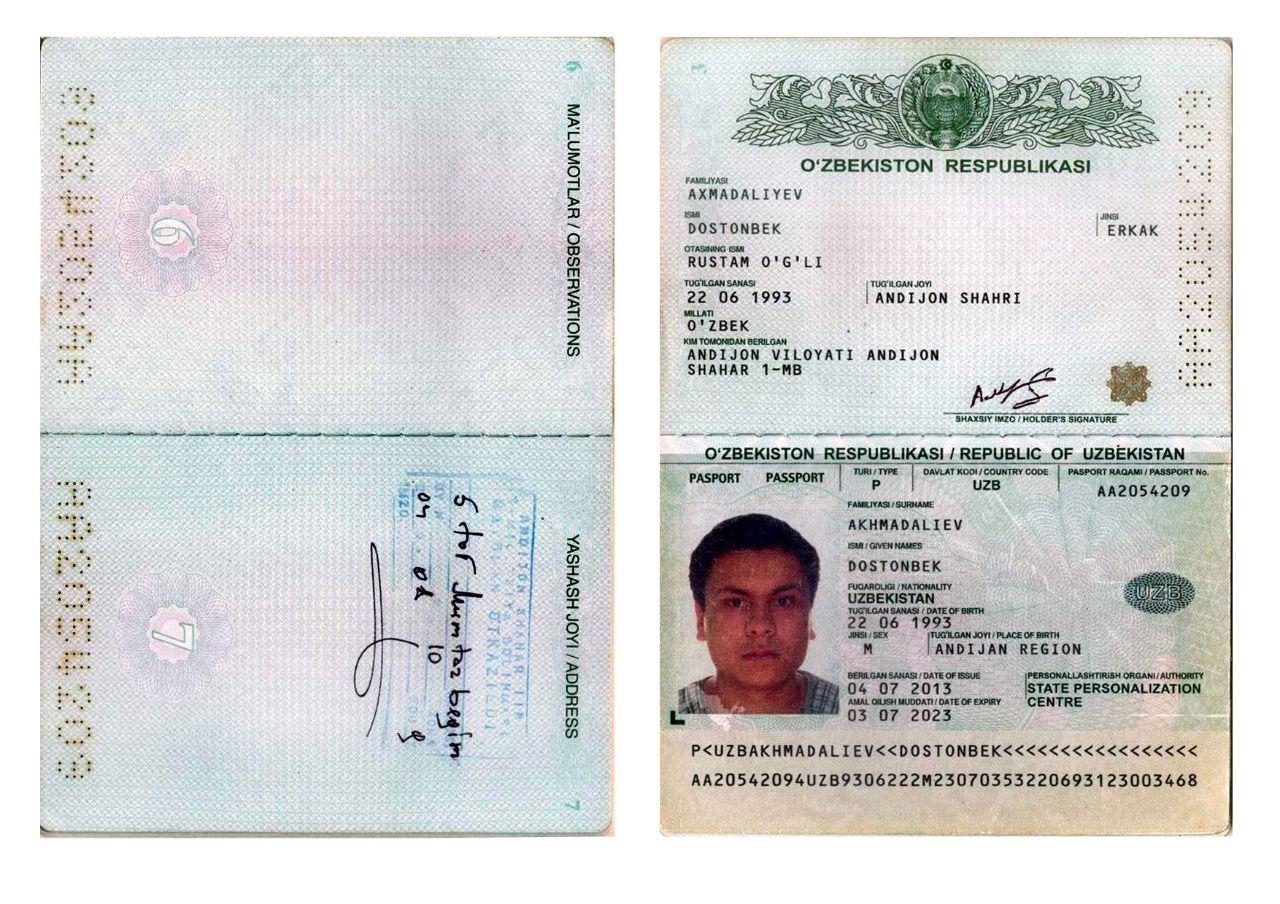 6
MA'LUMOTLAR / OBSERVATIONS
6
YASHASH JOYI / ADDRESS
ANDIJON SHAHAR IIB
O'TKAZILDI
5 tor Mumtoz begim
10
04 02
7
7
3
O'ZBEKISTON RESPUBLIKASI
FAMILIYASI
AXMADALIYEV
ISMI
DOSTONBEK
JINSI
ERKAK
OTASINING ISMI
RUSTAM O'G'LI
TUG'ILGAN SANASI
22 06 1993
TUG'ILGAN JOYI
ANDIJON SHAHRI
MILLATI
O'ZBEK
KIM TOMONIDAN BERILGAN
ANDIJON VILOYATI ANDIJON
SHAHAR 1-MB
SHAXSIY IMZO / HOLDER'S SIGNATURE
AA2054209
O'ZBEKISTON RESPUBLIKASI / REPUBLIC OF UZBEKISTAN
PASPORT PASSPORT
TURI / TYPE
P
DAVLAT KODI / COUNTRY CODE
UZB
PASPORT RAQAMI / PASSPORT No.
AA2054209
FAMILIYASI / SURNAME
AKHMADALIEV
ISMI / GIVEN NAMES
DOSTONBEK
FUQAROLIGI / NATIONALITY
UZBEKISTAN
TUG'ILGAN SANASI / DATE OF BIRTH
22 06 1993
JINSI / SEX
M
TUG'ILGAN JOYI / PLACE OF BIRTH
ANDIJAN REGION
BERILGAN SANASI / DATE OF ISSUE
04 07 2013
AMAL QILISH MUDDATI / DATE OF EXPIRY
03 07 2023
PERSONALLASHTIRISH ORGANI / AUTHORITY
STATE PERSONALIZATION
CENTRE
UZB
P<UZBAKHMADALIEV<<DOSTONBEK<<<<<<<<<<<<<<<<<
AA20542094UZB9306222M23070353220693123003468